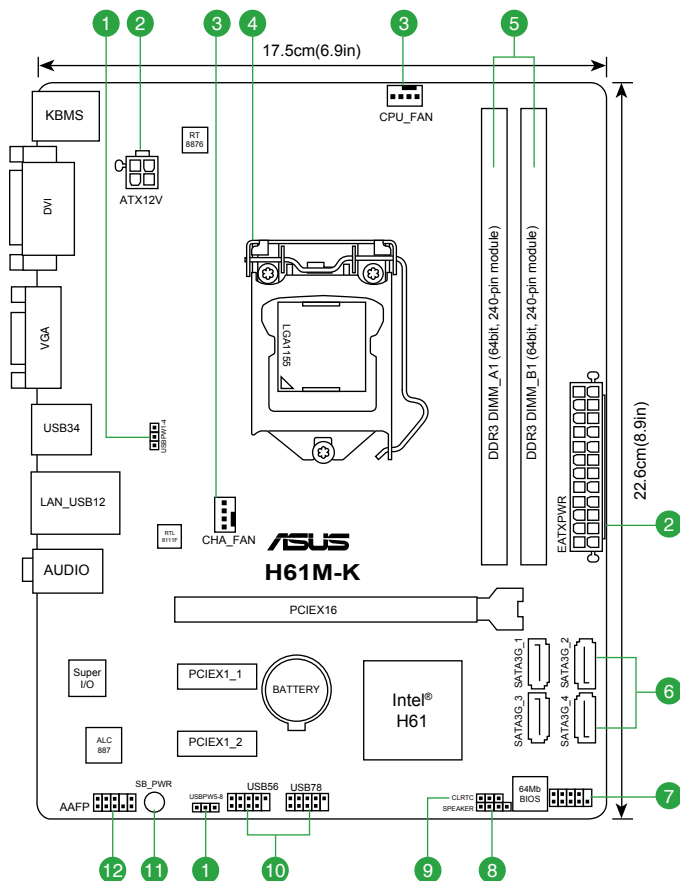 1
2
3
4
3
5
17.5cm(6.9in)
KBMS
CPU_FAN
RT
8876
ATX12V
DVI
DDR3 DIMM_A1 (64bit, 240-pin module)
DDR3 DIMM_B1 (64bit, 240-pin module)
VGA
LGA1155
USB34
USBPW1-4
22.6cm(8.9in)
EATXPWR
2
LAN_USB12
RTL
8111F
CHA_FAN
ASUS
H61M-K
AUDIO
PCIEX16
SATA3G_1
SATA3G_2
Super
I/O
PCIEX1_1
BATTERY
Intel®
H61
6
SATA3G_3
SATA3G_4
ALC
887
PCIEX1_2
AAFP
SB_PWR
USBPW5-8
USB56
USB78
CLRTC
SPEAKER
64Mb
BIOS
7
12
11
1
10
9
8